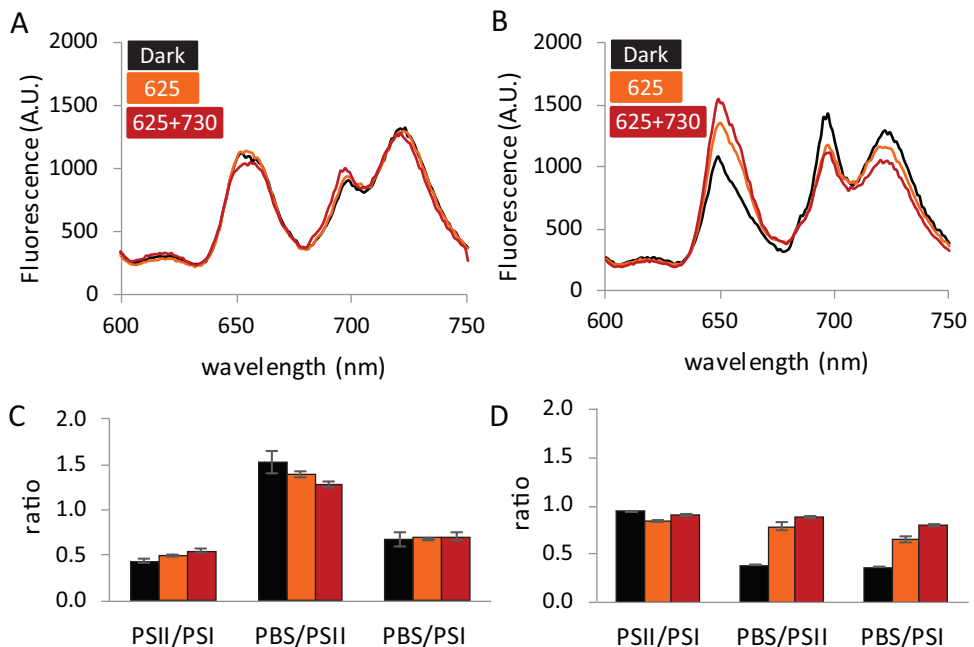 A
2000
1500
1000
500
0
Fluorescence (A.U.)
Dark
625
625+730
600 650 700 750
wavelength (nm)
B
2000
1500
1000
500
0
Fluorescence (A.U.)
Dark
625
625+730
600 650 700 750
wavelength (nm)
C
2.0
1.5
1.0
0.5
0.0
ratio
PSII/PSI PBS/PSII PBS/PSI
D
2.0
1.5
1.0
0.5
0.0
ratio
PSII/PSI PBS/PSII PBS/PSI